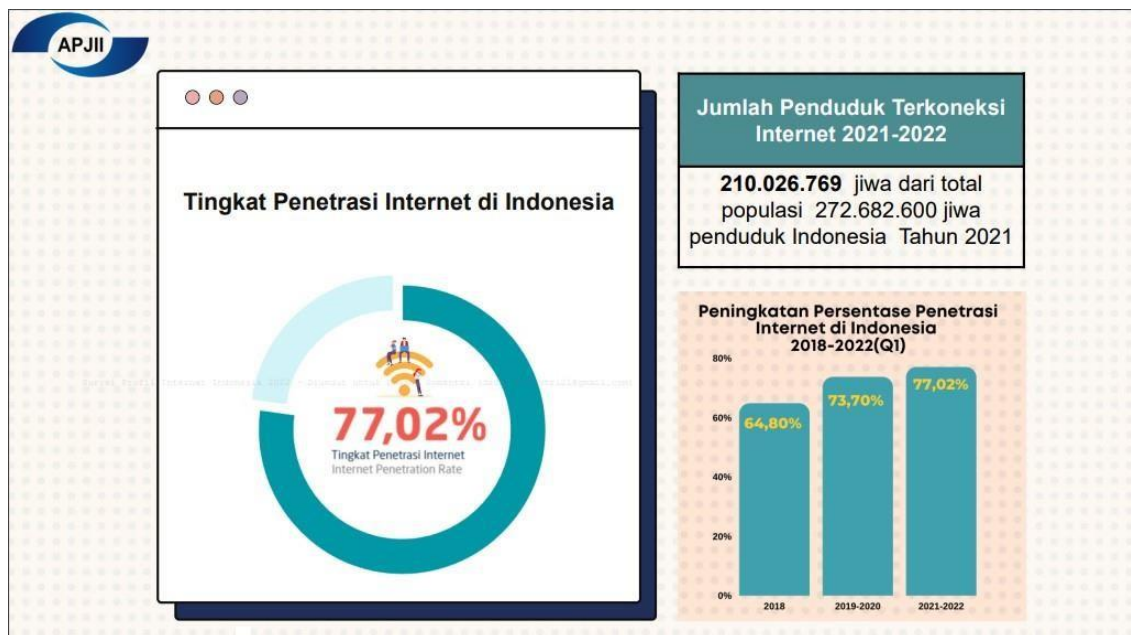 APJII
Tingkat Penetrasi Internet di Indonesia
77,02%
Tingkat Penetrasi Internet
Internet Penetration Rate
Jumlah Penduduk Terkoneksi
Internet 2021-2022
210.026.769 jiwa dari total
populasi 272.682.600 jiwa
penduduk Indonesia Tahun 2021
Peningkatan Persentase Penetrasi
Internet di Indonesia
2018-2022(Q1)
80%
60%
40%
20%
0%
64,80%
73,70%
77,02%
2018
2019-2020
2021-2022